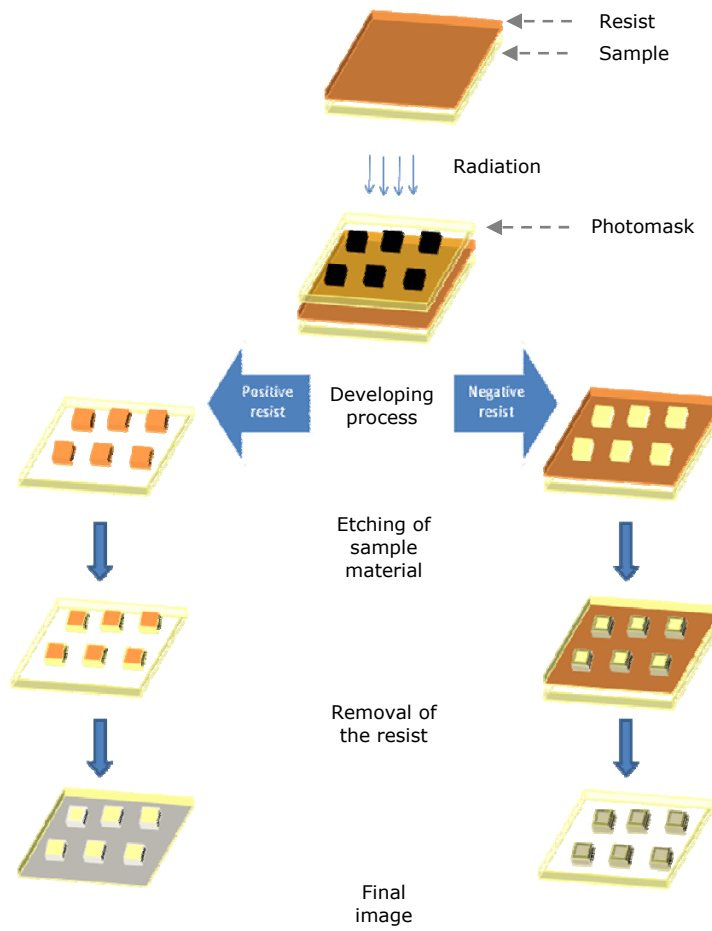 Resist
Sample
Radiation
Photomask
Positive
resist
Developing
process
Negative
resist
Etching of
sample
material
Removal of
the resist
Final
image